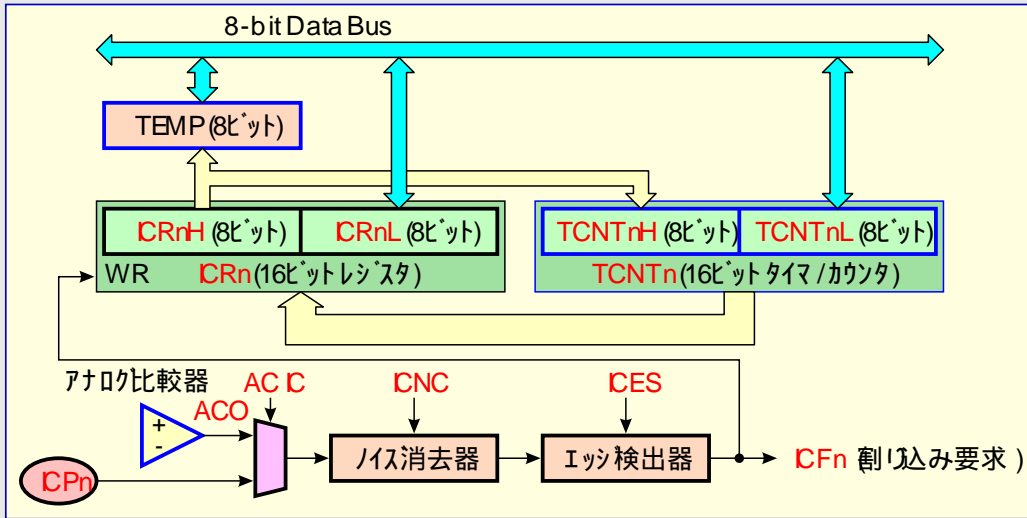 8-bit Data Bus
TEMP (8ビット)
ICRnH (8ビット) ICRnL (8ビット) TCNTnH (8ビット) TCNTnL (8ビット)
WR ICRn (16ビット レジスタ) TCNTn (16ビット タイマ / カウンタ)
アナログ比較器 ACIC ICNC ICES
ACO
+
-
ノイズ消去器 エッジ検出器 ICFn (割り込み要求)
ICPn